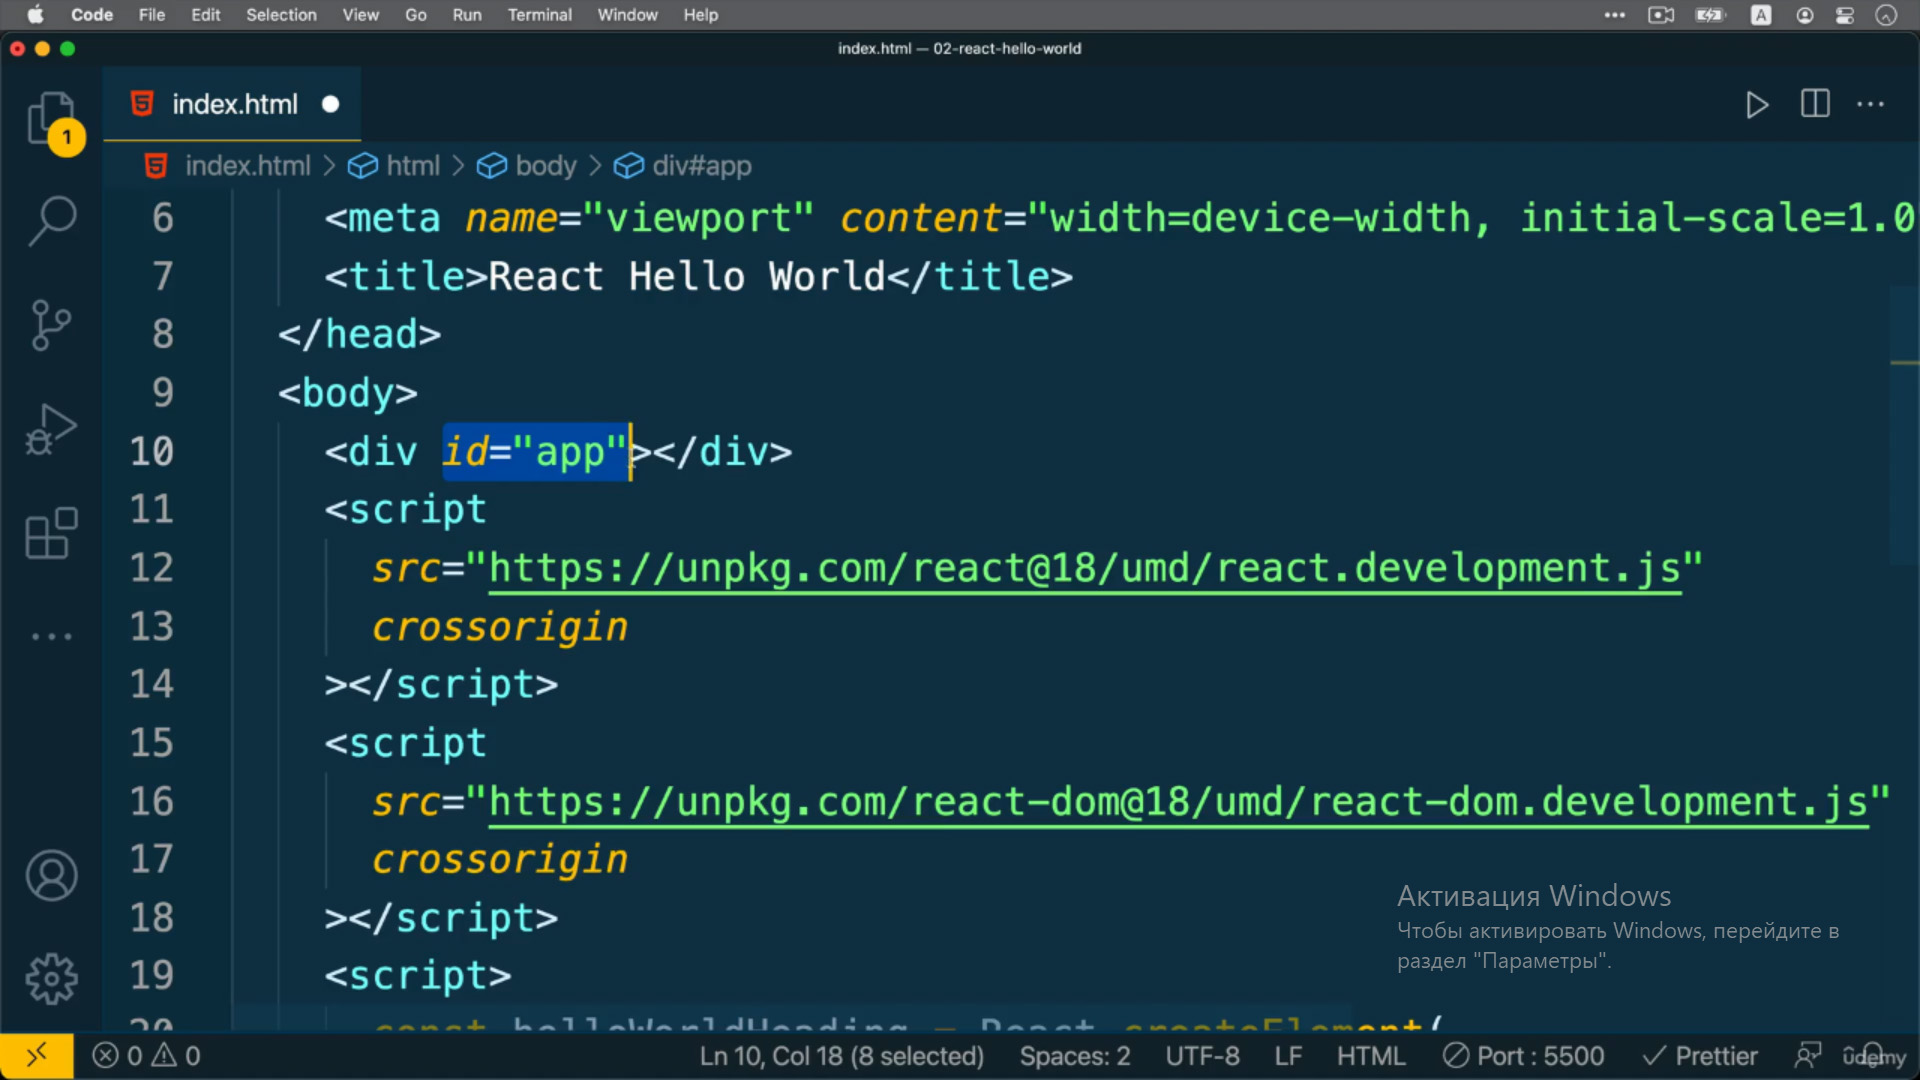 Code File Edit Selection View Go Run Terminal Window Help A
index.html — 02-react-hello-world
index.html
1
index.html > html > body > div#app
6 <meta name="viewport" content="width=device-width, initial-scale=1.0
7 <title>React Hello World</title>
8 </head>
9 <body>
10 <div id="app"></div>
11 <script
12 src="https://unpkg.com/react@18/umd/react.development.js"
13 crossorigin
14 ></script>
15 <script
16 src="https://unpkg.com/react-dom@18/umd/react-dom.development.js"
17 crossorigin
18 ></script>
19 <script>
20 const helloWorldHeading = React.createElement(
Активация Windows
Чтобы активировать Windows, перейдите в
раздел "Параметры".
0 0 Ln 10, Col 18 (8 selected) Spaces: 2 UTF-8 LF HTML Port : 5500 Prettier udemy